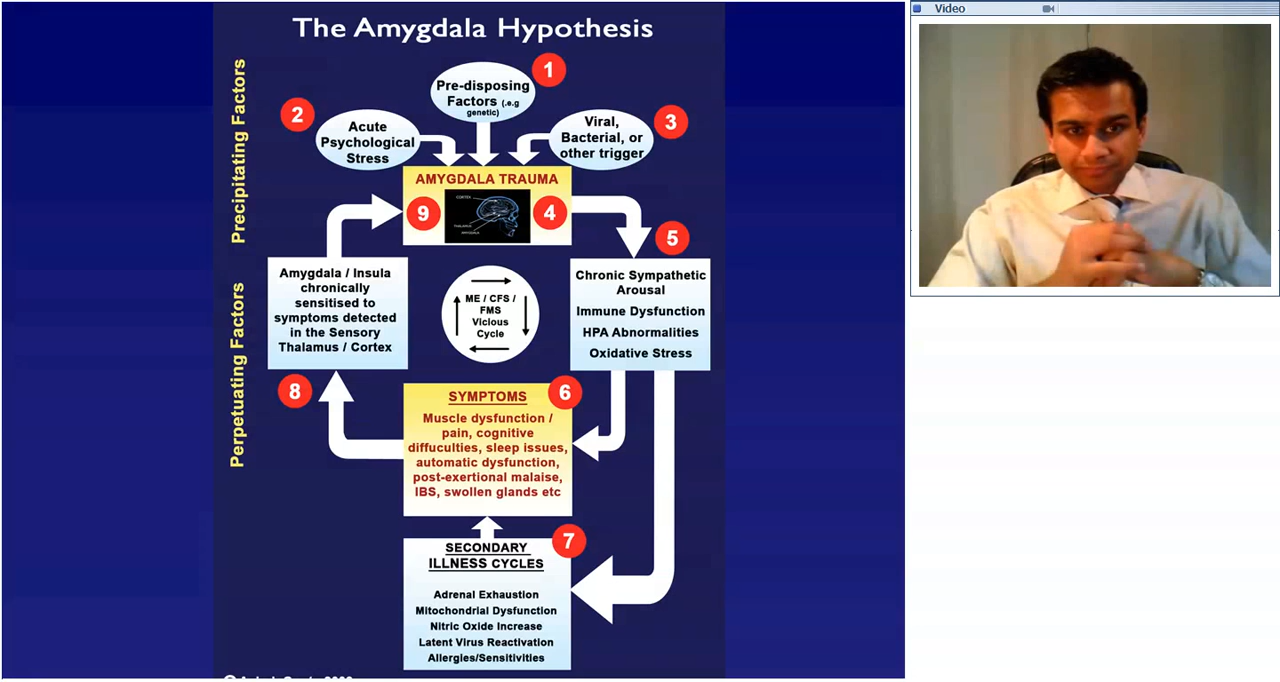 The Amygdala Hypothesis
Video
Precipitating Factors
Perpetuating Factors
1
Pre-disposing
Factors (.e.g
genetic)
2
Acute
Psychological
Stress
3
Viral,
Bacterial, or
other trigger
AMYGDALA TRAUMA
9
CORTEX
THALAMUS
AMYGDALA
4
5
Chronic Sympathetic
Arousal
Immune Dysfunction
HPA Abnormalities
Oxidative Stress
Amygdala / Insula
chronically
sensitised to
symptoms detected
in the Sensory
Thalamus / Cortex
ME / CFS /
FMS
Vicious
Cycle
8
6
SYMPTOMS
Muscle dysfunction /
pain, cognitive
diffuculties, sleep issues,
automatic dysfunction,
post-exertional malaise,
IBS, swollen glands etc
7
SECONDARY
ILLNESS CYCLES
Adrenal Exhaustion
Mitochondrial Dysfunction
Nitric Oxide Increase
Latent Virus Reactivation
Allergies/Sensitivities